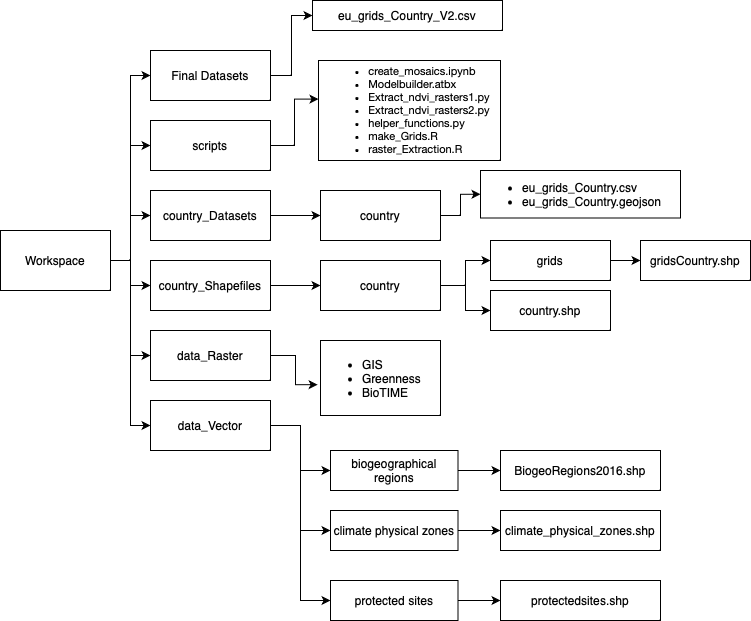 eu_grids_Country_V2.csv
Final Datasets
• create_mosaics.ipynb
• Modelbuilder.atbx
• Extract_ndvi_rasters1.py
• Extract_ndvi_rasters2.py
• helper_functions.py
• make_Grids.R
• raster_Extraction.R
scripts
country_Datasets
country
• eu_grids_Country.csv
• eu_grids_Country.geojson
Workspace
country_Shapefiles
country
grids
gridsCountry.shp
country.shp
data_Raster
• GIS
• Greenness
• BioTIME
data_Vector
biogeographical
regions
BiogeoRegions2016.shp
climate physical zones
climate_physical_zones.shp
protected sites
protectedsites.shp